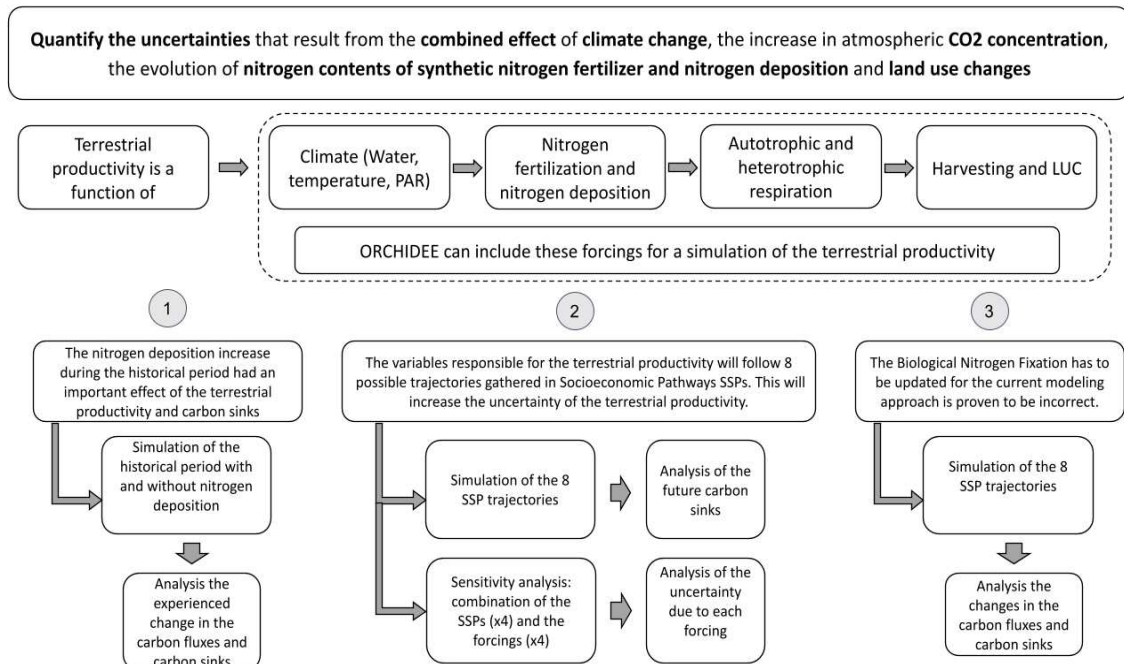 Quantify the uncertainties that result from the combined effect of climate change, the increase in atmospheric CO2 concentration,
the evolution of nitrogen contents of synthetic nitrogen fertilizer and nitrogen deposition and land use changes
Terrestrial
productivity is a
function of
Climate (Water,
temperature, PAR)
Nitrogen
fertilization and
nitrogen deposition
Autotrophic and
heterotrophic
respiration
Harvesting and LUC
ORCHIDEE can include these forcings for a simulation of the terrestrial productivity
1
The nitrogen deposition increase
during the historical period had an
important effect of the terrestrial
productivity and carbon sinks
Simulation of the
historical period with
and without nitrogen
deposition
Analysis the
experienced
change in the
carbon fluxes and
carbon sinks
2
The variables responsible for the terrestrial productivity will follow 8
possible trajectories gathered in Socioeconomic Pathways SSPs. This will
increase the uncertainty of the terrestrial productivity.
Simulation of the 8
SSP trajectories
Analysis of the
future carbon
sinks
Sensitivity analysis:
combination of the
SSPs (x4) and the
forcings (x4)
Analysis of the
uncertainty
due to each
forcing
3
The Biological Nitrogen Fixation has to
be updated for the current modeling
approach is proven to be incorrect.
Simulation of the 8
SSP trajectories
Analysis the
changes in the
carbon fluxes and
carbon sinks